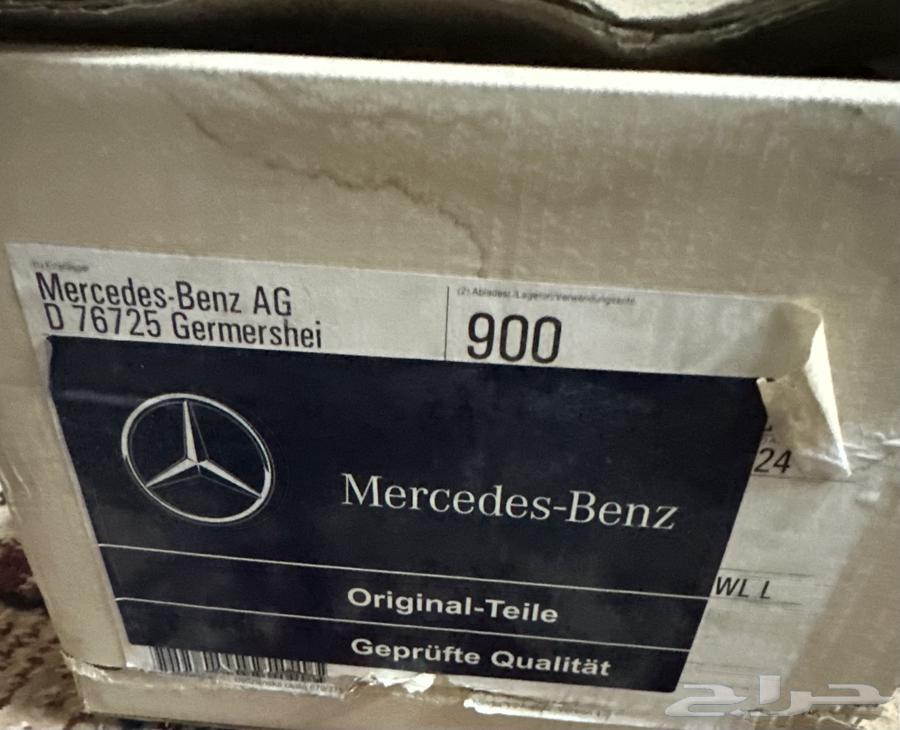 Mercedes-Benz AG
D 76725 Germershei
900
24
Mercedes-Benz
WL L
Original-Teile
Geprüfte Qualität
حراج